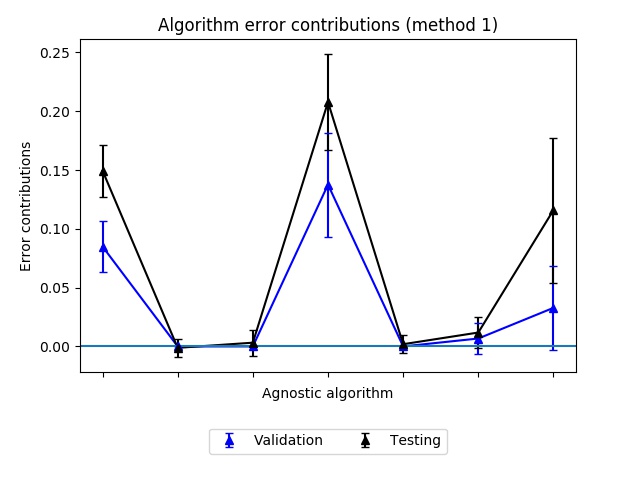 Algorithm error contributions (method 1)
0.25
0.20
0.15
0.10
0.05
0.00
Error contributions
Agnostic algorithm
Validation Testing